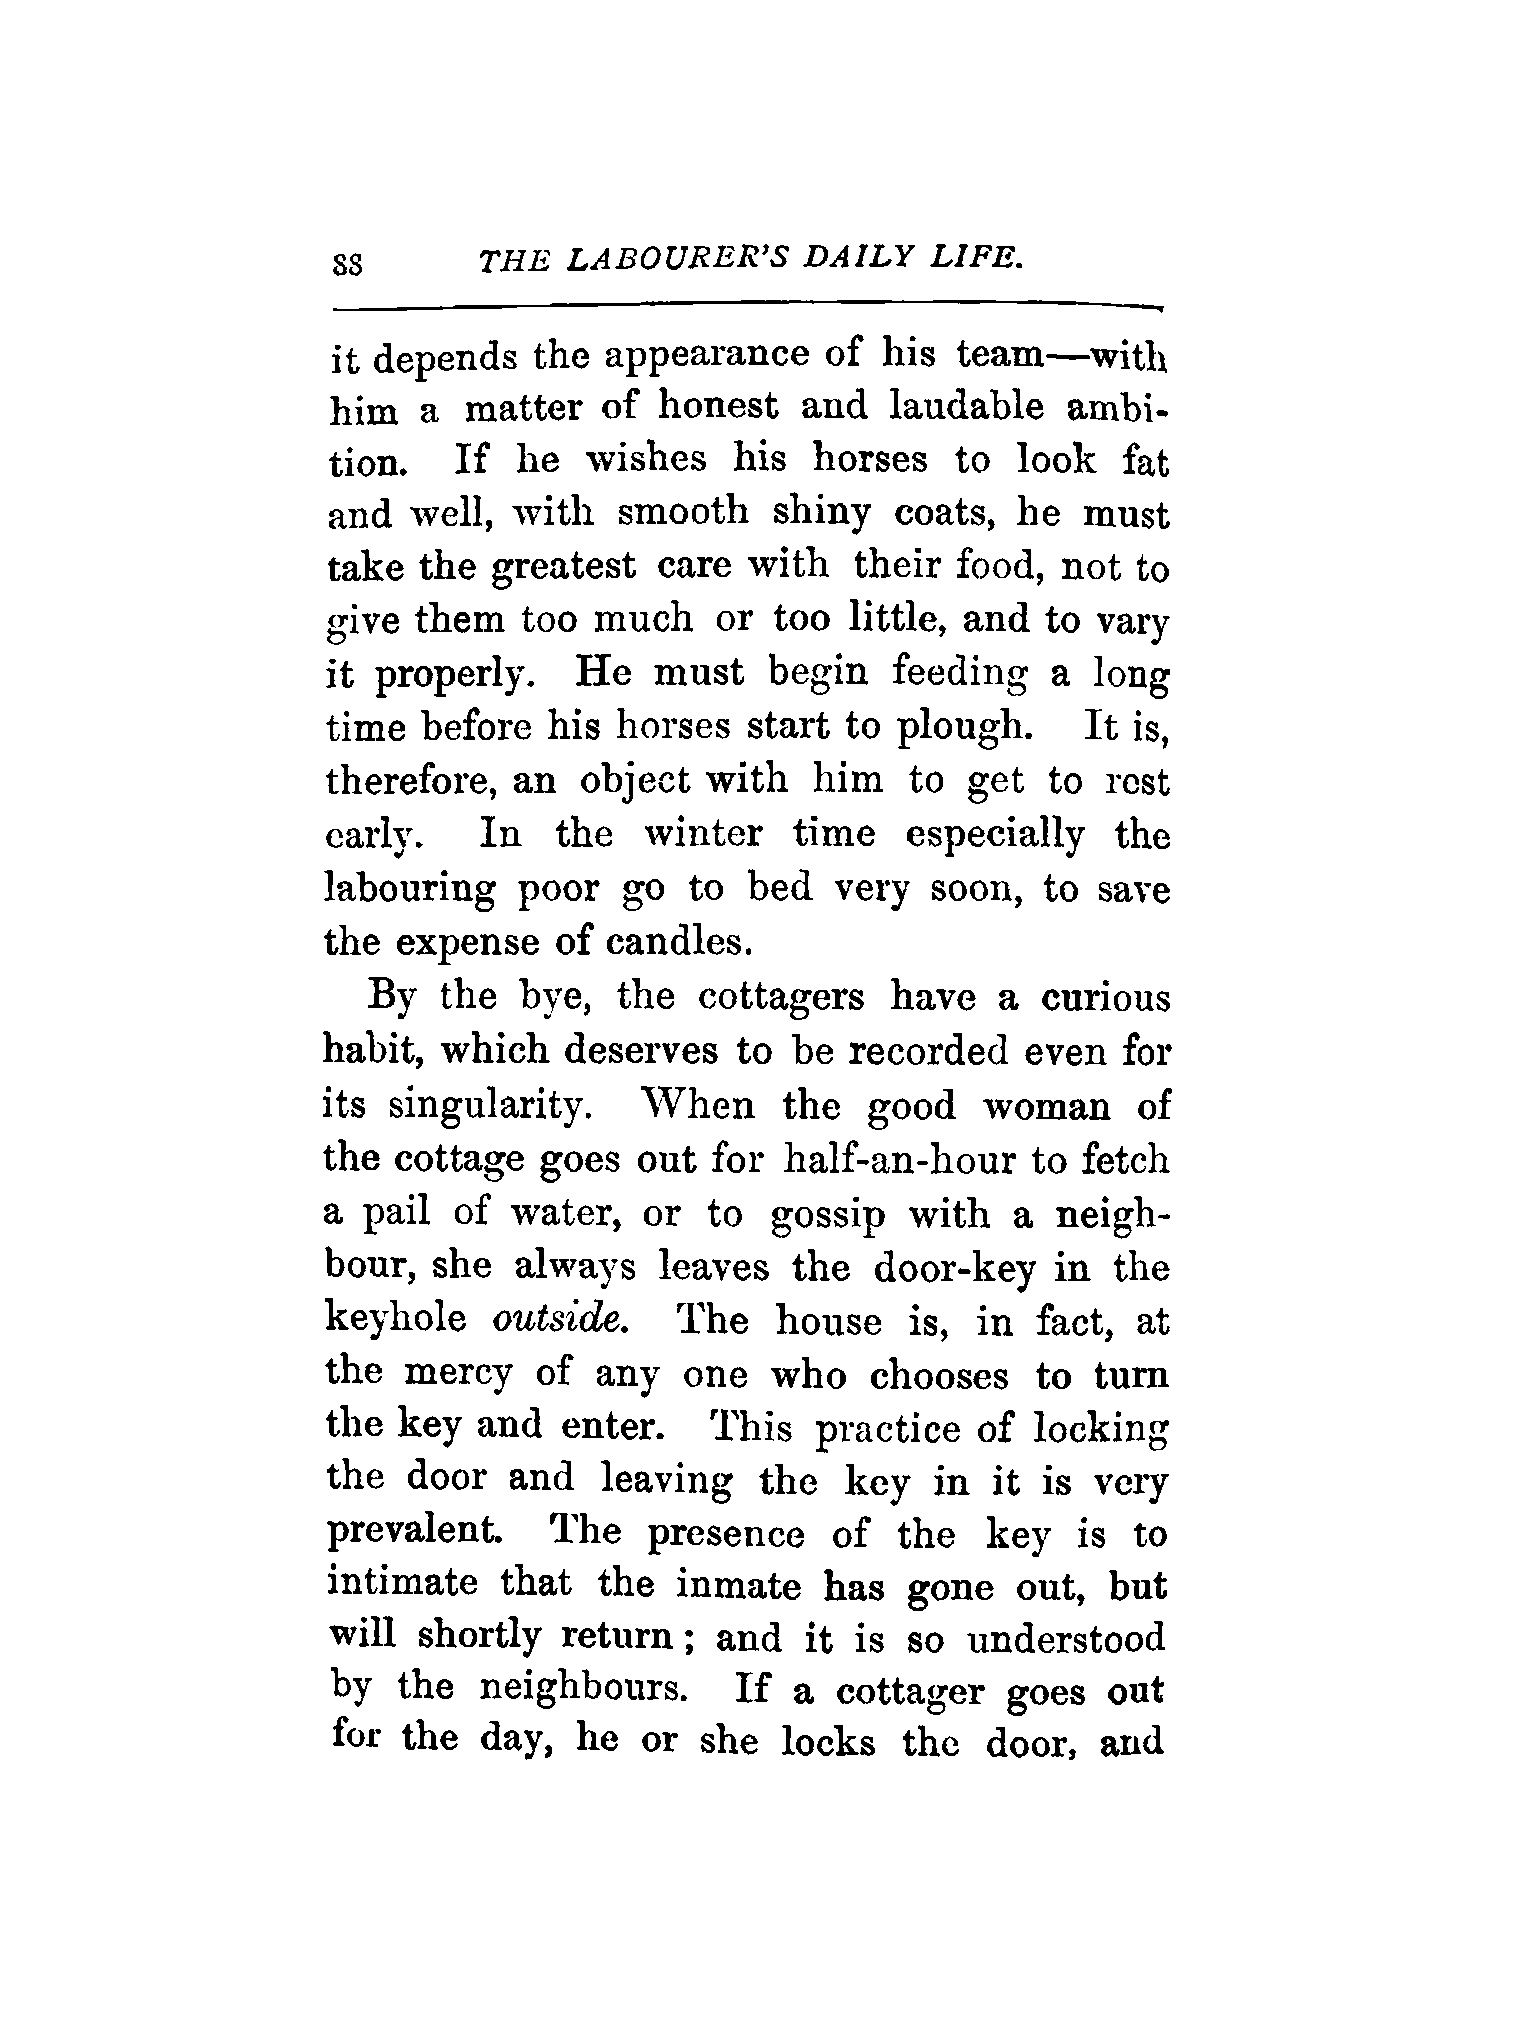 88 THE LABOURER'S DAILY LIFE.
it depends the appearance of his team—with
him a matter of honest and laudable ambi-
tion. If he wishes his horses to look fat
and well, with smooth shiny coats, he must
take the greatest care with their food, not to
give them too much or too little, and to vary
it properly. He must begin feeding a long
time before his horses start to plough. It is,
therefore, an object with him to get to rest
early. In the winter time especially the
labouring poor go to bed very soon, to save
the expense of candles.
By the bye, the cottagers have a curious
habit, which deserves to be recorded even for
its singularity. When the good woman of
the cottage goes out for half-an-hour to fetch
a pail of water, or to gossip with a neigh-
bour, she always leaves the door-key in the
keyhole outside. The house is, in fact, at
the mercy of any one who chooses to turn
the key and enter. This practice of locking
the door and leaving the key in it is very
prevalent. The presence of the key is to
intimate that the inmate has gone out, but
will shortly return; and it is so understood
by the neighbours. If a cottager goes out
for the day, he or she locks the door, and